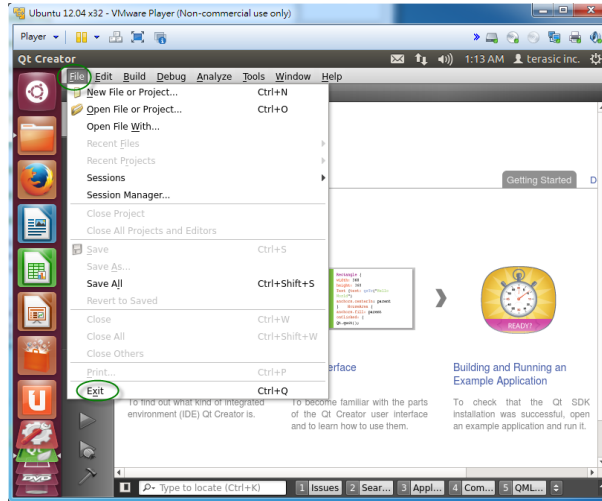 Ubuntu 12.04 x32 - VMware Player (Non-commercial use only)
Player
Qt Creator
1:13 AM terasic inc.
File Edit Build Debug Analyze Tools Window Help
New File or Project... Ctrl+N
Open File or Project... Ctrl+O
Open File With...
Recent Files
Recent Projects
Sessions
Session Manager...
Close Project
Close All Projects and Editors
Save Ctrl+S
Save As...
Save All Ctrl+Shift+S
Revert to Saved
Close Ctrl+W
Close All Ctrl+Shift+W
Close Others
Print... Ctrl+P
Exit Ctrl+Q
Getting Started D
READY!
erface
Building and Running an
Example Application
To find out what kind of integrated
environment (IDE) Qt Creator is.
To become familiar with the parts
of the Qt Creator user interface
and to learn how to use them.
To check that the Qt SDK
installation was successful, open
an example application and run it.
Type to locate (Ctrl+K) 1 Issues 2 Sear... 3 Appl... 4 Com... 5 QML...